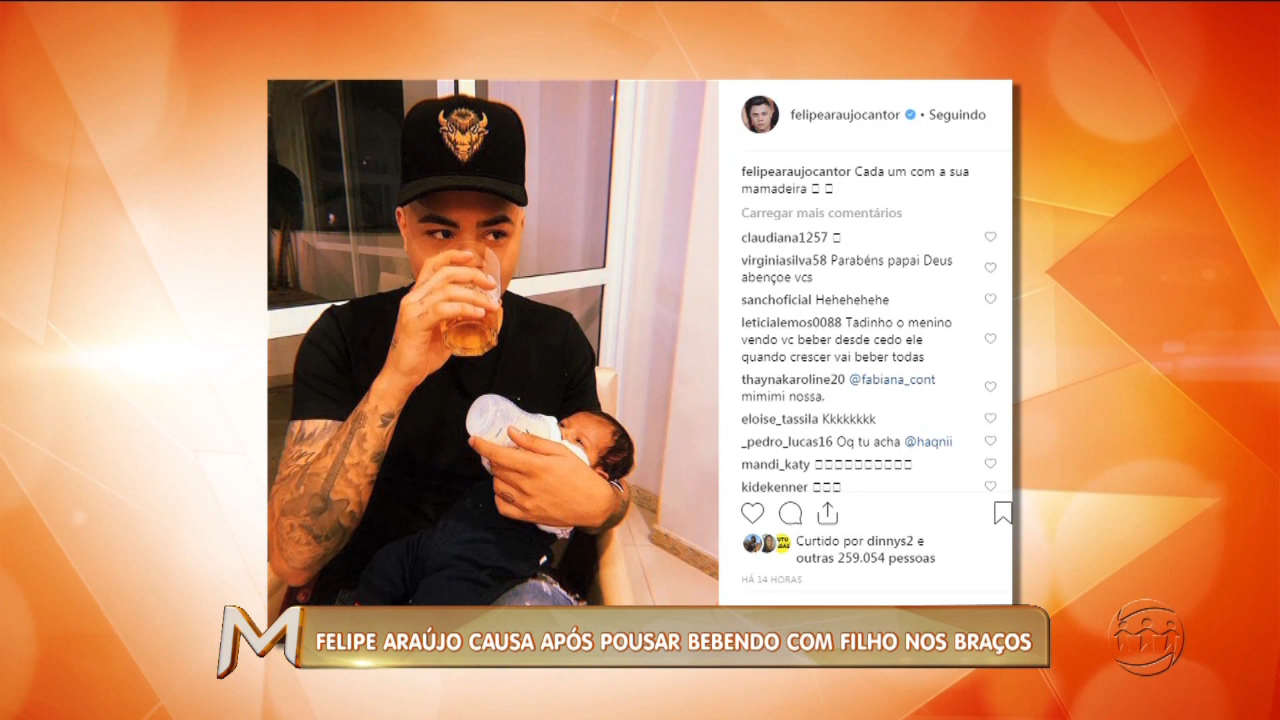 felipearaujocantor • Seguindo
felipearaujocantor Cada um com a sua
mamadeira
Carregar mais comentários
claudiana1257
virginiasilva58 Parabéns papai Deus
abençoe vcs
sanchoficial Hehehehehe
leticialemos0088 Tadinho o menino
vendo vc beber desde cedo ele
quando crescer vai beber todas
thaynakaroline20 @fabiana_cont
mimimi nossa.
eloise_tassila Kkkkkkkk
_pedro_lucas16 Oq tu acha @haqnii
mandi_katy
kidekenner
Curtido por dinnys2 e
outras 259.054 pessoas
HÁ 14 HORAS
M
FELIPE ARAÚJO CAUSA APÓS POUSAR BEBENDO COM FILHO NOS BRAÇOS